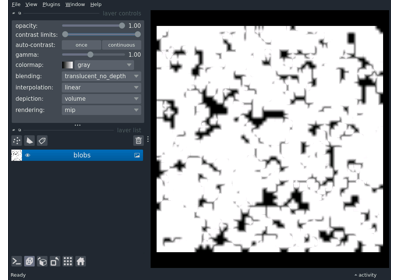 File View Plugins Window Help
layer controls
opacity: 1.00
contrast limits:
auto-contrast: once continuous
gamma: 1.00
colormap: gray
blending: translucent_no_depth
interpolation: linear
depiction: volume
rendering: mip
layer list
blobs
Ready
activity